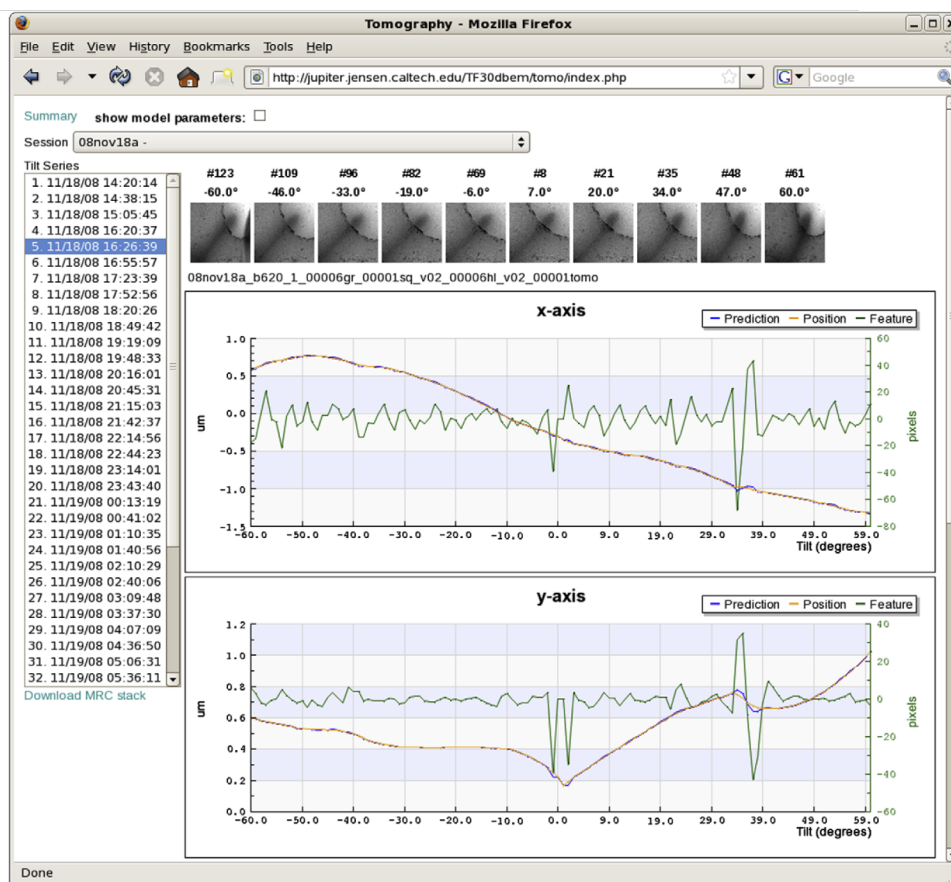 Tomography - Mozilla Firefox
File Edit View History Bookmarks Tools Help
http://jupiter.jensen.caltech.edu/TF30dbem/tomo/index.php
G Google
Summary show model parameters:
Session 08nov18a -
Tilt Series
1. 11/18/08 14:20:14
2. 11/18/08 14:38:15
3. 11/18/08 15:05:45
4. 11/18/08 16:20:37
5. 11/18/08 16:26:39
6. 11/18/08 16:55:57
7. 11/18/08 17:23:39
8. 11/18/08 17:52:56
9. 11/18/08 18:20:26
10. 11/18/08 18:49:42
11. 11/18/08 19:19:09
12. 11/18/08 19:48:33
13. 11/18/08 20:16:01
14. 11/18/08 20:45:31
15. 11/18/08 21:15:03
16. 11/18/08 21:42:37
17. 11/18/08 22:14:56
18. 11/18/08 22:44:23
19. 11/18/08 23:14:01
20. 11/18/08 23:43:40
21. 11/19/08 00:13:19
22. 11/19/08 00:41:02
23. 11/19/08 01:10:35
24. 11/19/08 01:40:56
25. 11/19/08 02:10:29
26. 11/19/08 02:40:06
27. 11/19/08 03:09:48
28. 11/19/08 03:37:30
29. 11/19/08 04:07:09
30. 11/19/08 04:36:50
31. 11/19/08 05:06:31
32. 11/19/08 05:36:11
Download MRC stack
#123 #109 #96 #82 #69 #8 #21 #35 #48 #61
-60.0° -46.0° -33.0° -19.0° -6.0° 7.0° 20.0° 34.0° 47.0° 60.0°
08nov18a_b620_1_00006gr_00001sq_v02_00006hl_v02_00001tomo
x-axis
Prediction Position Feature
1.0
0.5
0.0
-0.5
-1.0
-1.5
um
60
40
20
0
-20
-40
-60
-80
pixels
-60.0 -50.0 -40.0 -30.0 -20.0 -10.0 0.0 9.0 19.0 29.0 39.0 49.0 59.0
Tilt (degrees)
y-axis
Prediction Position Feature
1.2
1.0
0.8
0.6
0.4
0.2
0.0
um
40
20
0
-20
-40
-60
pixels
-60.0 -50.0 -40.0 -30.0 -20.0 -10.0 0.0 9.0 19.0 29.0 39.0 49.0 59.0
Tilt (degrees)
Done